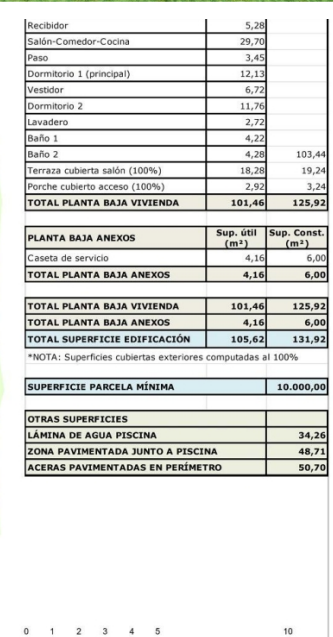 Recibidor 5,28
Salón-Comedor-Cocina 29,70
Paso 3,45
Dormitorio 1 (principal) 12,13
Vestidor 6,72
Dormitorio 2 11,76
Lavadero 2,72
Baño 1 4,22
Baño 2 4,28 103,44
Terraza cubierta salón (100%) 18,28 19,24
Porche cubierto acceso (100%) 2,92 3,24
TOTAL PLANTA BAJA VIVIENDA 101,46 125,92
PLANTA BAJA ANEXOS Sup. útil (m²) Sup. Const. (m²)
Caseta de servicio 4,16 6,00
TOTAL PLANTA BAJA ANEXOS 4,16 6,00
TOTAL PLANTA BAJA VIVIENDA 101,46 125,92
TOTAL PLANTA BAJA ANEXOS 4,16 6,00
TOTAL SUPERFICIE EDIFICACIÓN 105,62 131,92
*NOTA: Superficies cubiertas exteriores computadas al 100%
SUPERFICIE PARCELA MÍNIMA 10.000,00
OTRAS SUPERFICIES
LÁMINA DE AGUA PISCINA 34,26
ZONA PAVIMENTADA JUNTO A PISCINA 48,71
ACERAS PAVIMENTADAS EN PERÍMETRO 50,70
0 1 2 3 4 5 10